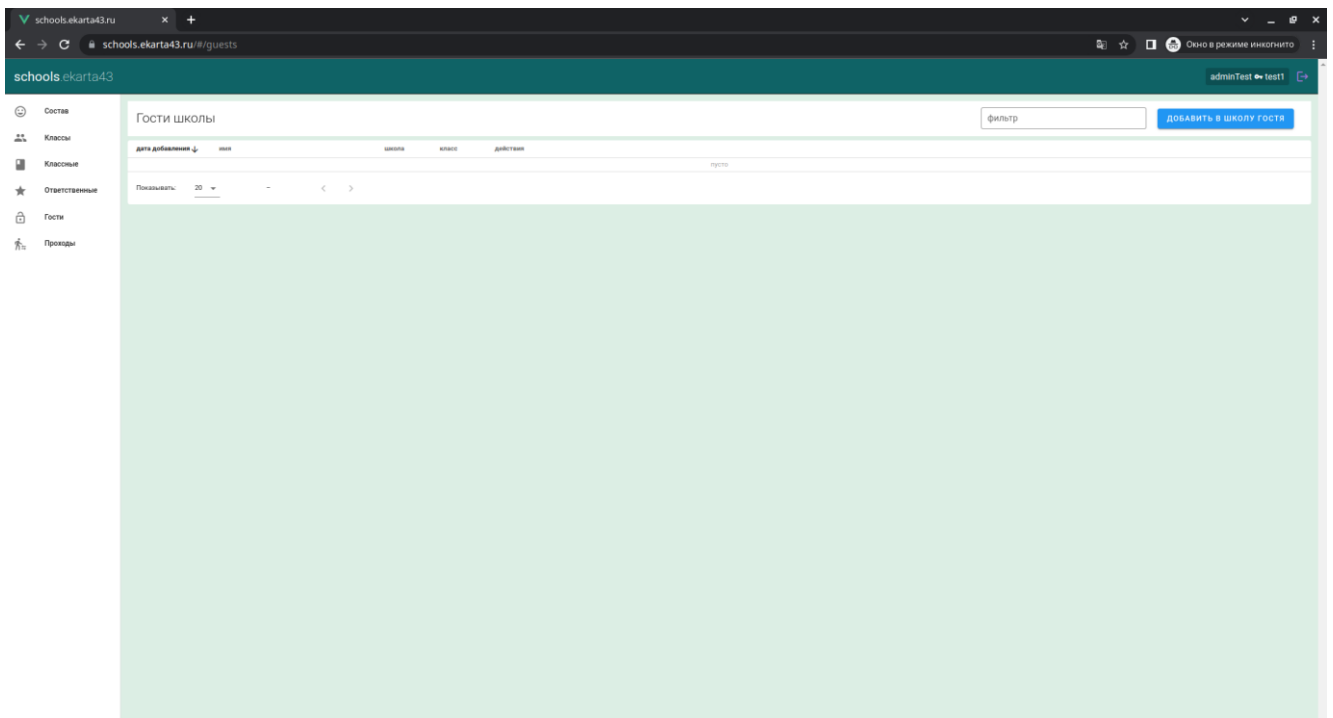 schools.ekarta43.ru
schools.ekarta43.ru/#/guests
Окно в режиме инкогнито
schools.ekarta43
adminTest test1
Состав
Классы
Классные
Ответственные
Гости
Проходы
Гости школы
фильтр
ДОБАВИТЬ В ШКОЛУ ГОСТЯ
дата добавления имя школа класс действия
пусто
Показывать: 20 –